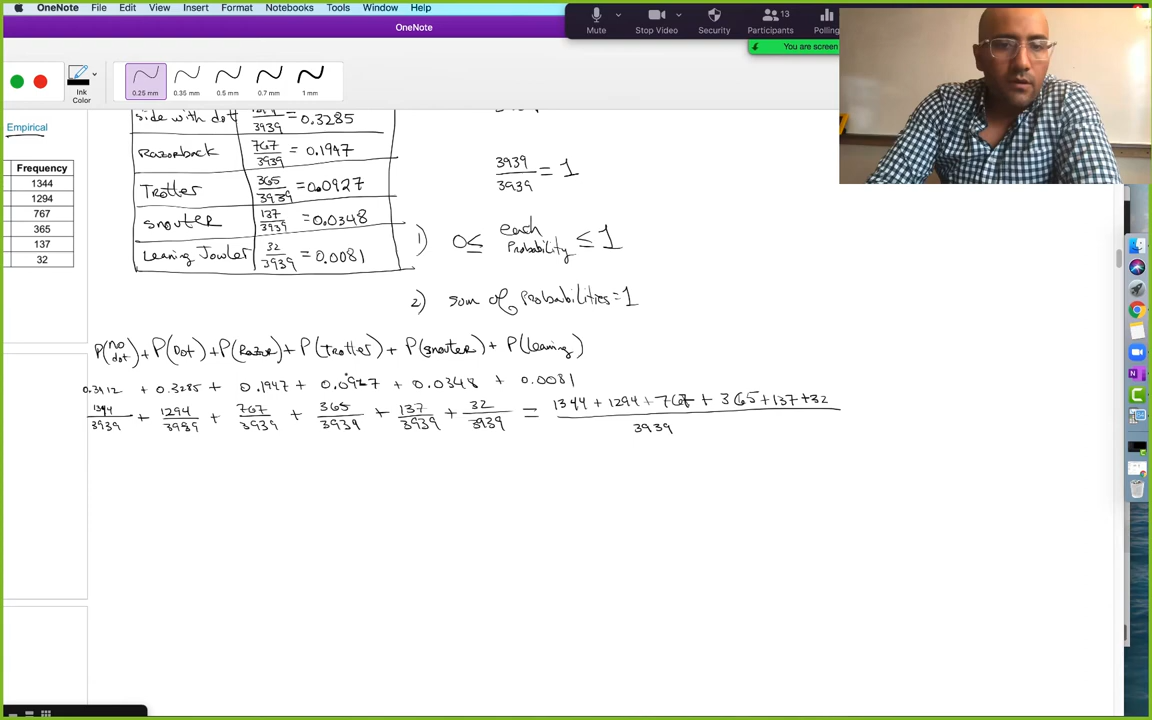 OneNote File Edit View Insert Format Notebooks Tools Window Help
OneNote
Mute Stop Video Security Participants 13 Polling
You are screen
Ink Color
0.25 mm 0.35 mm 0.5 mm 0.7 mm 1 mm
Empirical
Frequency
1344
1294
767
365
137
32
side with dot /3939 = 0.3285
Razorback 767/3939 = 0.1947
Trotler 365/3939 = 0.0927
snouter 137/3939 = 0.0348
Leaning Jowler 32/3939 = 0.0081
3939/3939 = 1
1) 0 ≤ each Probability ≤ 1
2) sum of Probabilities = 1
P(no dot) + P(Dot) + P(Razor) + P(Trotler) + P(snouter) + P(leaning)
0.3412 + 0.3285 + 0.1947 + 0.0927 + 0.0348 + 0.0081
1344/3939 + 1294/3939 + 767/3939 + 365/3939 + 137/3939 + 32/3939 = 1344 + 1294 + 767 + 365 + 137 + 32 / 3939